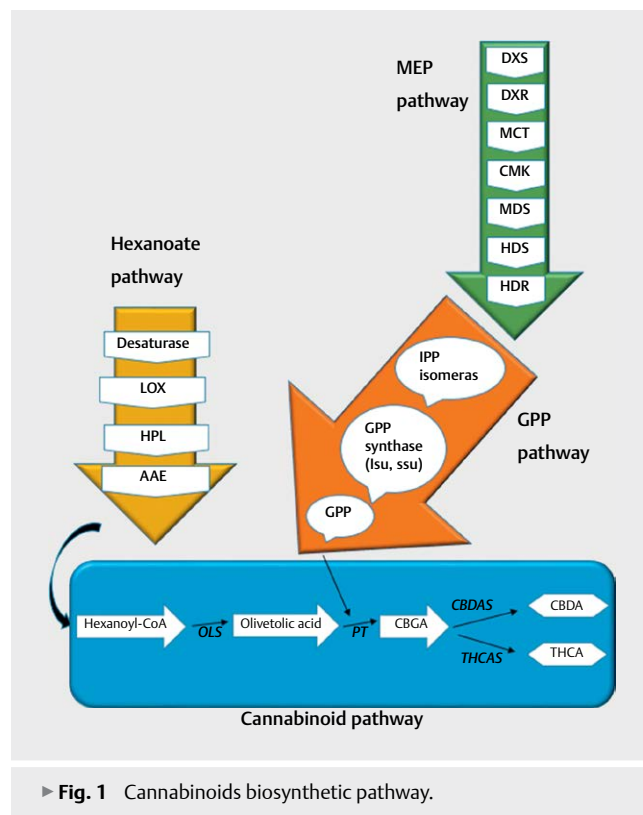 MEP
pathway
DXS
DXR
MCT
CMK
MDS
HDS
HDR
Hexanoate
pathway
Desaturase
LOX
HPL
AAE
IPP
isomeras
GPP
synthase
(lsu, ssu)
GPP
GPP
pathway
Hexanoyl-CoA
OLS
Olivetolic acid
PT
CBGA
CBDAS
CBDA
THCAS
THCA
Cannabinoid pathway
▶ Fig. 1 Cannabinoids biosynthetic pathway.